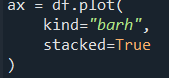 ax = df.plot(
    kind="barh",
    stacked=True
)